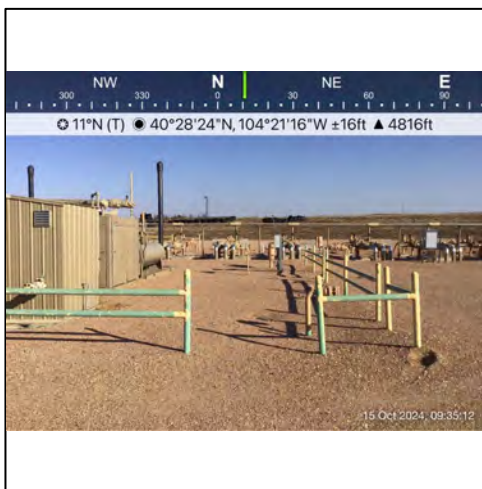 NW N NE E
300 330 0 30 60 90
11°N (T) 40°28'24"N, 104°21'16"W ±16ft ▲ 4816ft
15 Oct 2024, 09:35:12